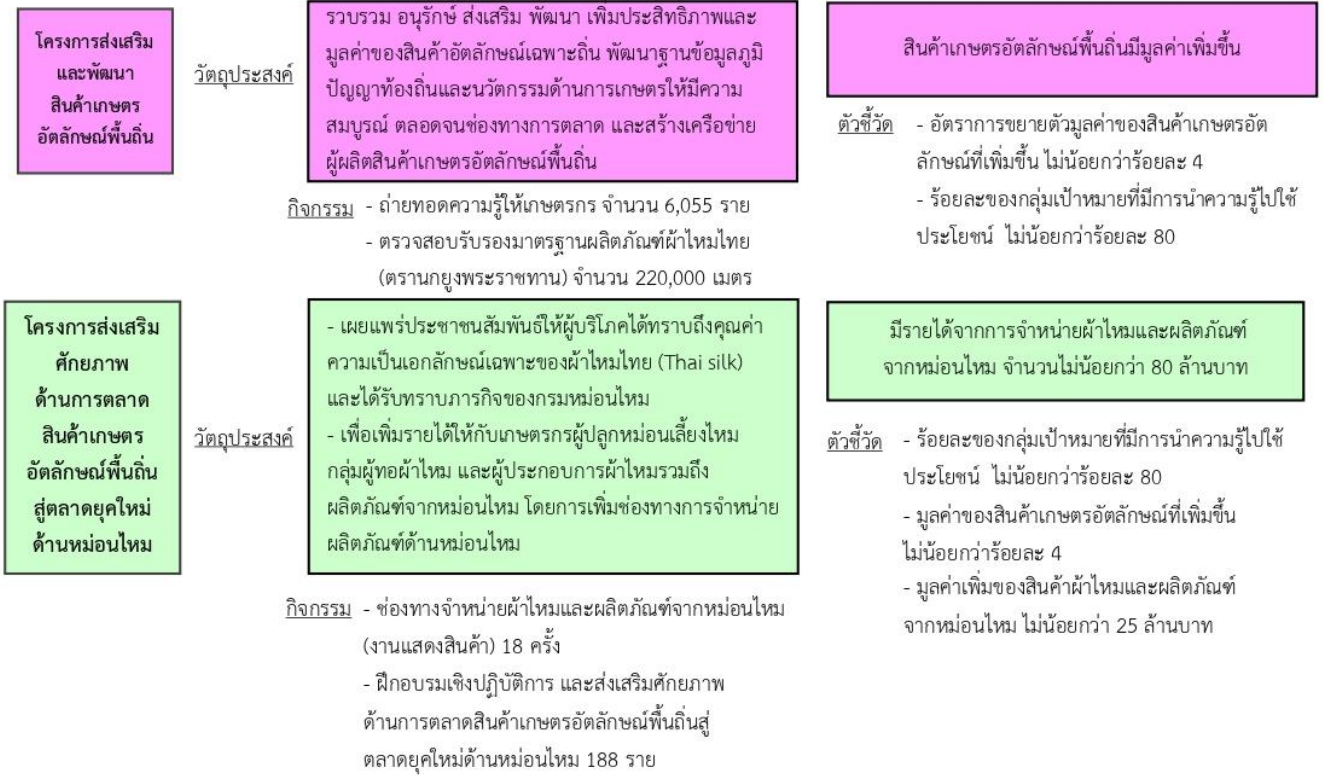 โครงการส่งเสริม
และพัฒนา
สินค้าเกษตร
อัตลักษณ์พื้นถิ่น
วัตถุประสงค์
รวบรวม อนุรักษ์ ส่งเสริม พัฒนา เพิ่มประสิทธิภาพและ
มูลค่าของสินค้าอัตลักษณ์เฉพาะถิ่น พัฒนาฐานข้อมูลภูมิ
ปัญญาท้องถิ่นและนวัตกรรมด้านการเกษตรให้มีความ
สมบูรณ์ ตลอดจนช่องทางการตลาด และสร้างเครือข่าย
ผู้ผลิตสินค้าเกษตรอัตลักษณ์พื้นถิ่น
สินค้าเกษตรอัตลักษณ์พื้นถิ่นมีมูลค่าเพิ่มขึ้น
ตัวชี้วัด - อัตราการขยายตัวมูลค่าของสินค้าเกษตรอัต
ลักษณ์ที่เพิ่มขึ้น ไม่น้อยกว่าร้อยละ 4
- ร้อยละของกลุ่มเป้าหมายที่มีการนำความรู้ไปใช้
ประโยชน์ ไม่น้อยกว่าร้อยละ 80
กิจกรรม - ถ่ายทอดความรู้ให้เกษตรกร จำนวน 6,055 ราย
- ตรวจสอบรับรองมาตรฐานผลิตภัณฑ์ผ้าไหมไทย
(ตรานกยูงพระราชทาน) จำนวน 220,000 เมตร
โครงการส่งเสริม
ศักยภาพ
ด้านการตลาด
สินค้าเกษตร
อัตลักษณ์พื้นถิ่น
สู่ตลาดยุคใหม่
ด้านหม่อนไหม
วัตถุประสงค์
- เผยแพร่ประชาชนสัมพันธ์ให้ผู้บริโภคได้ทราบถึงคุณค่า
ความเป็นเอกลักษณ์เฉพาะของผ้าไหมไทย (Thai silk)
และได้รับทราบภารกิจของกรมหม่อนไหม
- เพื่อเพิ่มรายได้ให้กับเกษตรกรผู้ปลูกหม่อนเลี้ยงไหม
กลุ่มผู้ทอผ้าไหม และผู้ประกอบการผ้าไหมรวมถึง
ผลิตภัณฑ์จากหม่อนไหม โดยการเพิ่มช่องทางการจำหน่าย
ผลิตภัณฑ์ด้านหม่อนไหม
มีรายได้จากการจำหน่ายผ้าไหมและผลิตภัณฑ์
จากหม่อนไหม จำนวนไม่น้อยกว่า 80 ล้านบาท
ตัวชี้วัด - ร้อยละของกลุ่มเป้าหมายที่มีการนำความรู้ไปใช้
ประโยชน์ ไม่น้อยกว่าร้อยละ 80
- มูลค่าของสินค้าเกษตรอัตลักษณ์ที่เพิ่มขึ้น
ไม่น้อยกว่าร้อยละ 4
- มูลค่าเพิ่มของสินค้าผ้าไหมและผลิตภัณฑ์
จากหม่อนไหม ไม่น้อยกว่า 25 ล้านบาท
กิจกรรม - ช่องทางจำหน่ายผ้าไหมและผลิตภัณฑ์จากหม่อนไหม
(งานแสดงสินค้า) 18 ครั้ง
- ฝึกอบรมเชิงปฏิบัติการ และส่งเสริมศักยภาพ
ด้านการตลาดสินค้าเกษตรอัตลักษณ์พื้นถิ่นสู่
ตลาดยุคใหม่ด้านหม่อนไหม 188 ราย